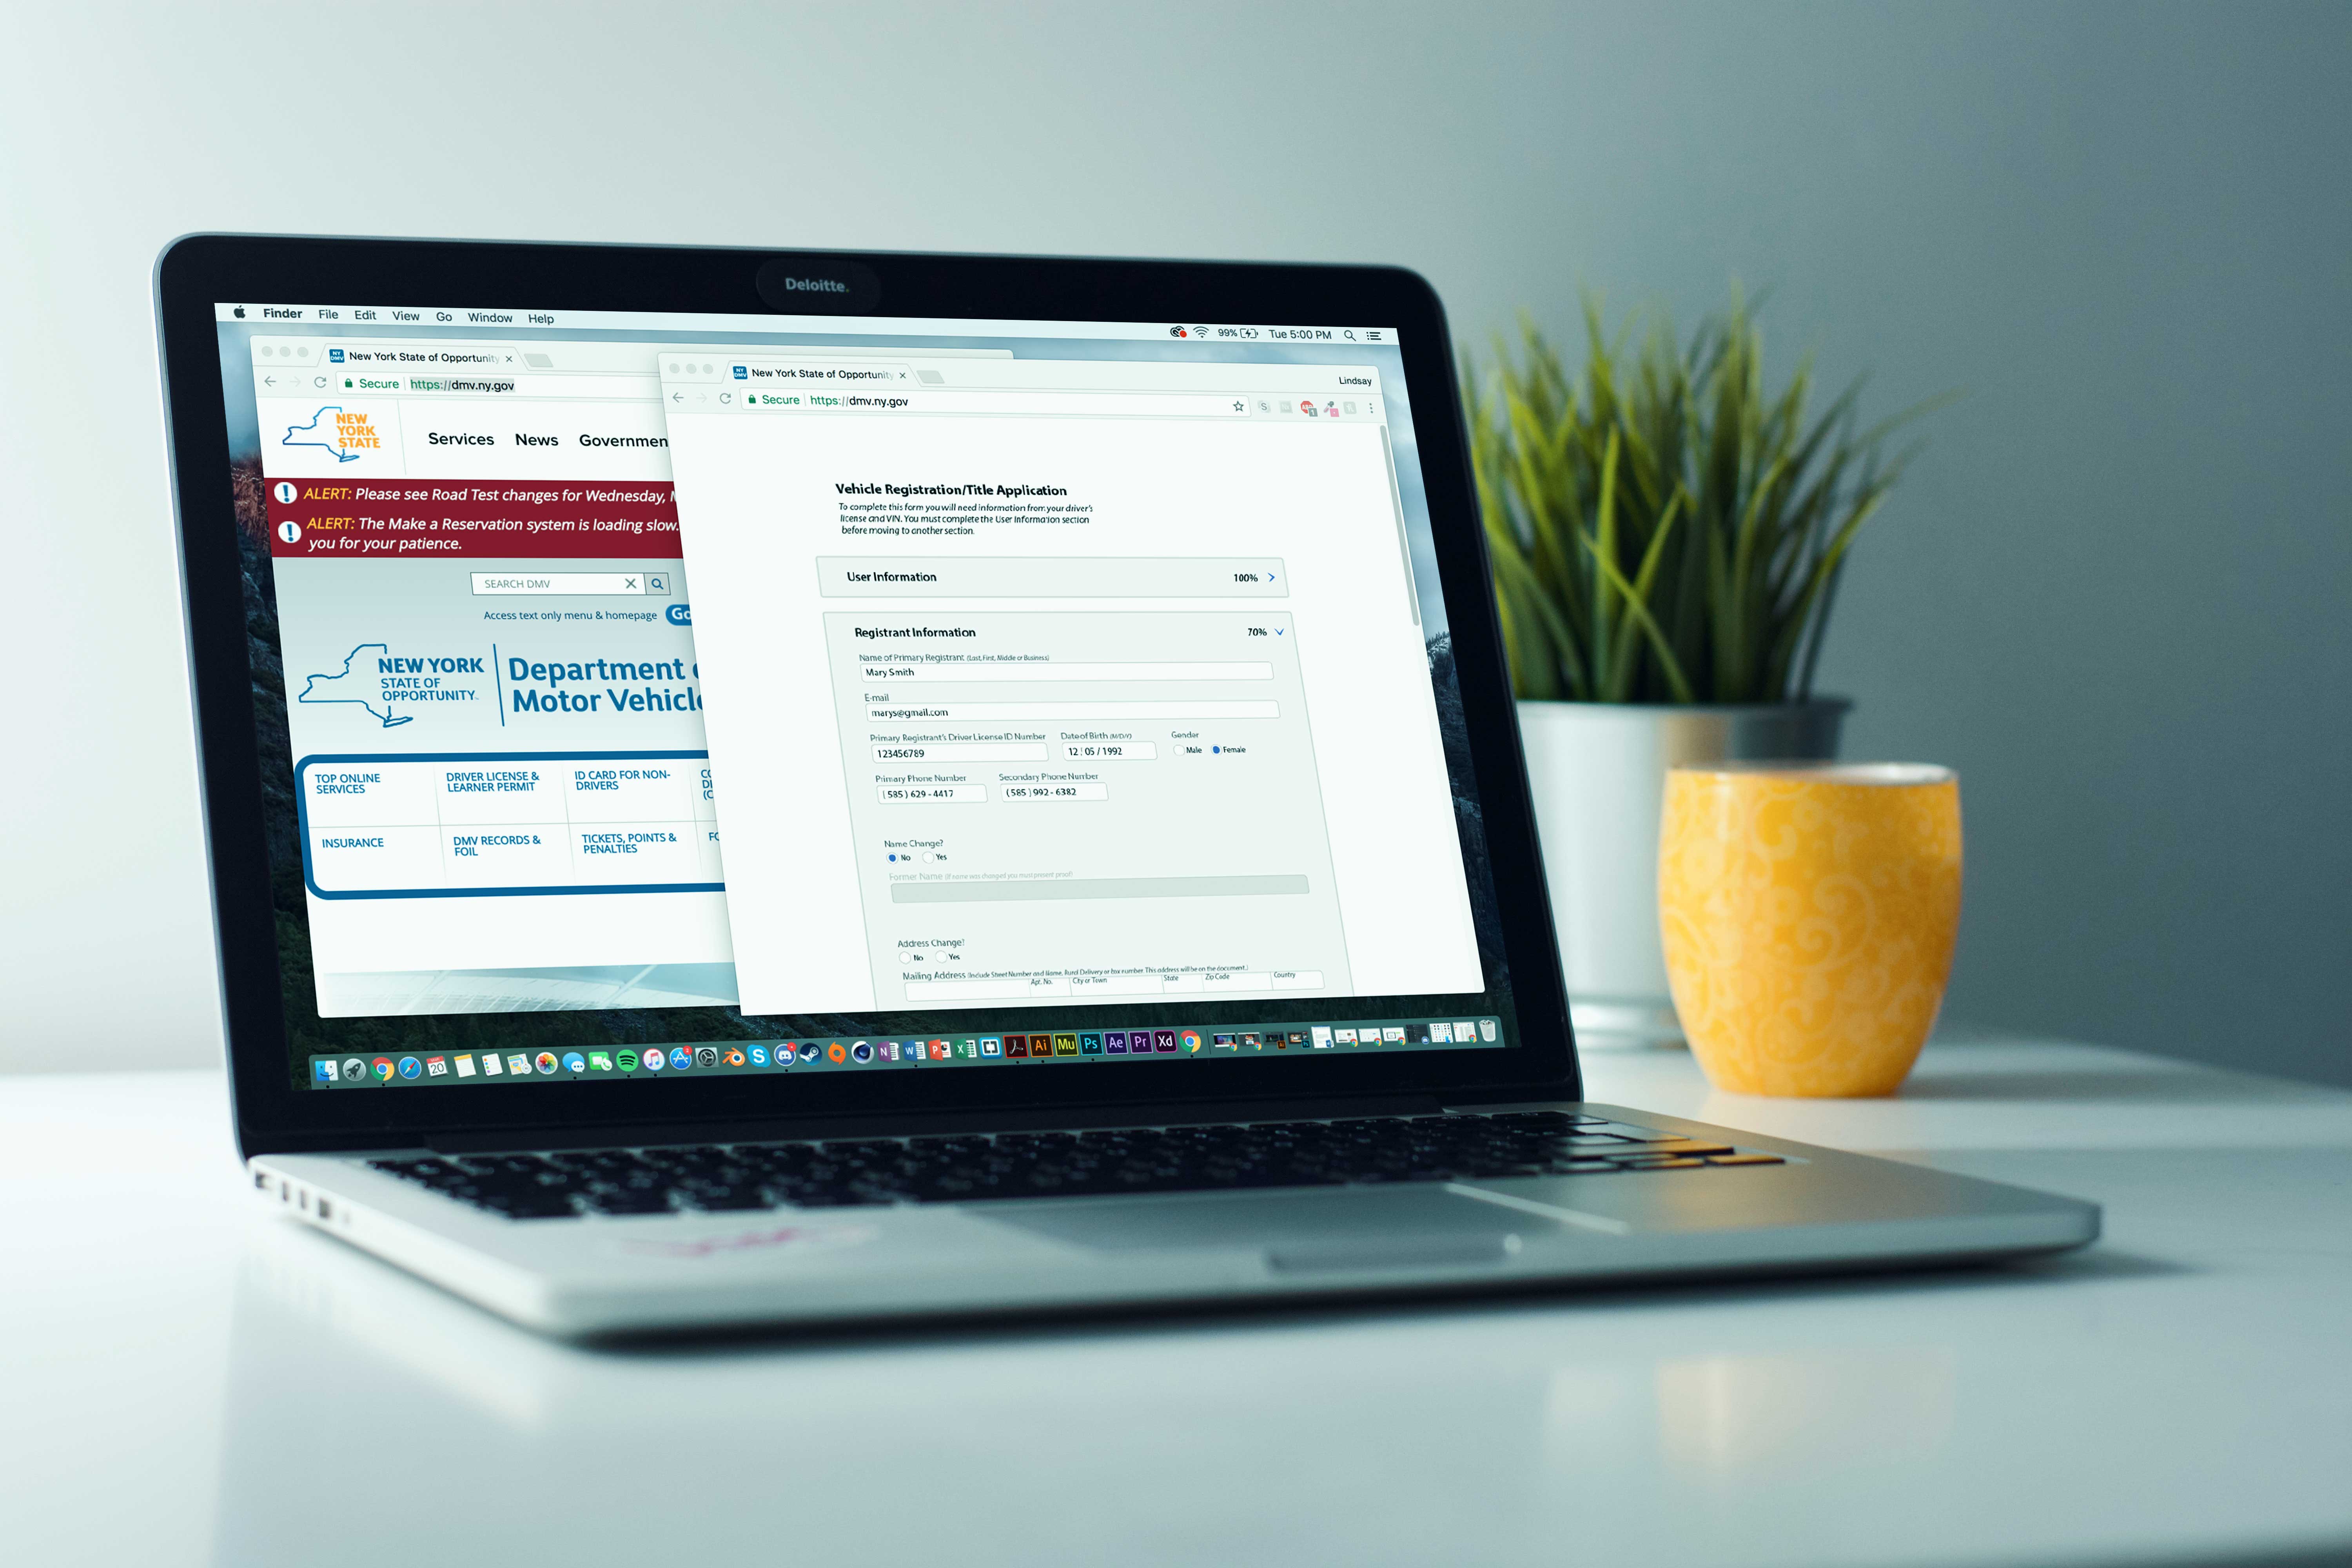 Deloitte.
Finder File Edit View Go Window Help
99% Tue 5:00 PM
New York State of Opportunity
Secure https://dmv.ny.gov
NEW
YORK
STATE
Services News Governmen
ALERT: Please see Road Test changes for Wednesday,
ALERT: The Make a Reservation system is loading slow.
you for your patience.
SEARCH DMV
Access text only menu & homepage Go
NEW YORK
STATE OF
OPPORTUNITY.
Department
Motor Vehicl
TOP ONLINE
SERVICES
DRIVER LICENSE &
LEARNER PERMIT
ID CARD FOR NON-
DRIVERS
INSURANCE
DMV RECORDS &
FOIL
TICKETS, POINTS &
PENALTIES
New York State of Opportunity
Lindsay
Secure https://dmv.ny.gov
Vehicle Registration/Title Application
To complete this form you will need information from your driver's
license and VIN. You must complete the User Information section
before moving to another section.
User Information 100%
Registrant Information 70%
Name of Primary Registrant (Last, First, Middle or Business)
Mary Smith
E-mail
marys@gmail.com
Primary Registrant's Driver License ID Number Date of Birth (M/D/Y) Gender
123456789 12 / 05 / 1992 Male Female
Primary Phone Number Secondary Phone Number
(585) 629-4417 (585) 992-6382
Name Change?
No Yes
Former Name (If name was changed you must present proof)
Address Change?
No Yes
Mailing Address (Include Street Number and Name, Rural Delivery or box number. This address will be on the document.)
Apt. No. City or Town State Zip Code Country
20
Ai Mu Ps Ae Pr Xd